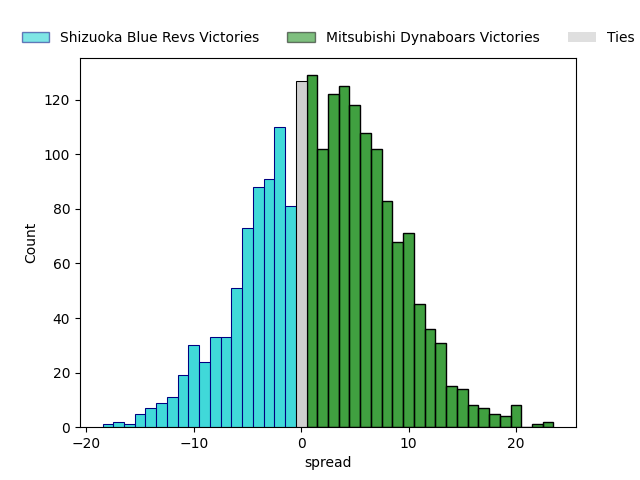 Shizuoka Blue Revs Victories Mitsubishi Dynaboars Victories Ties
120
100
80
60
40
20
0
Count
−20 −10 0 10 20
spread